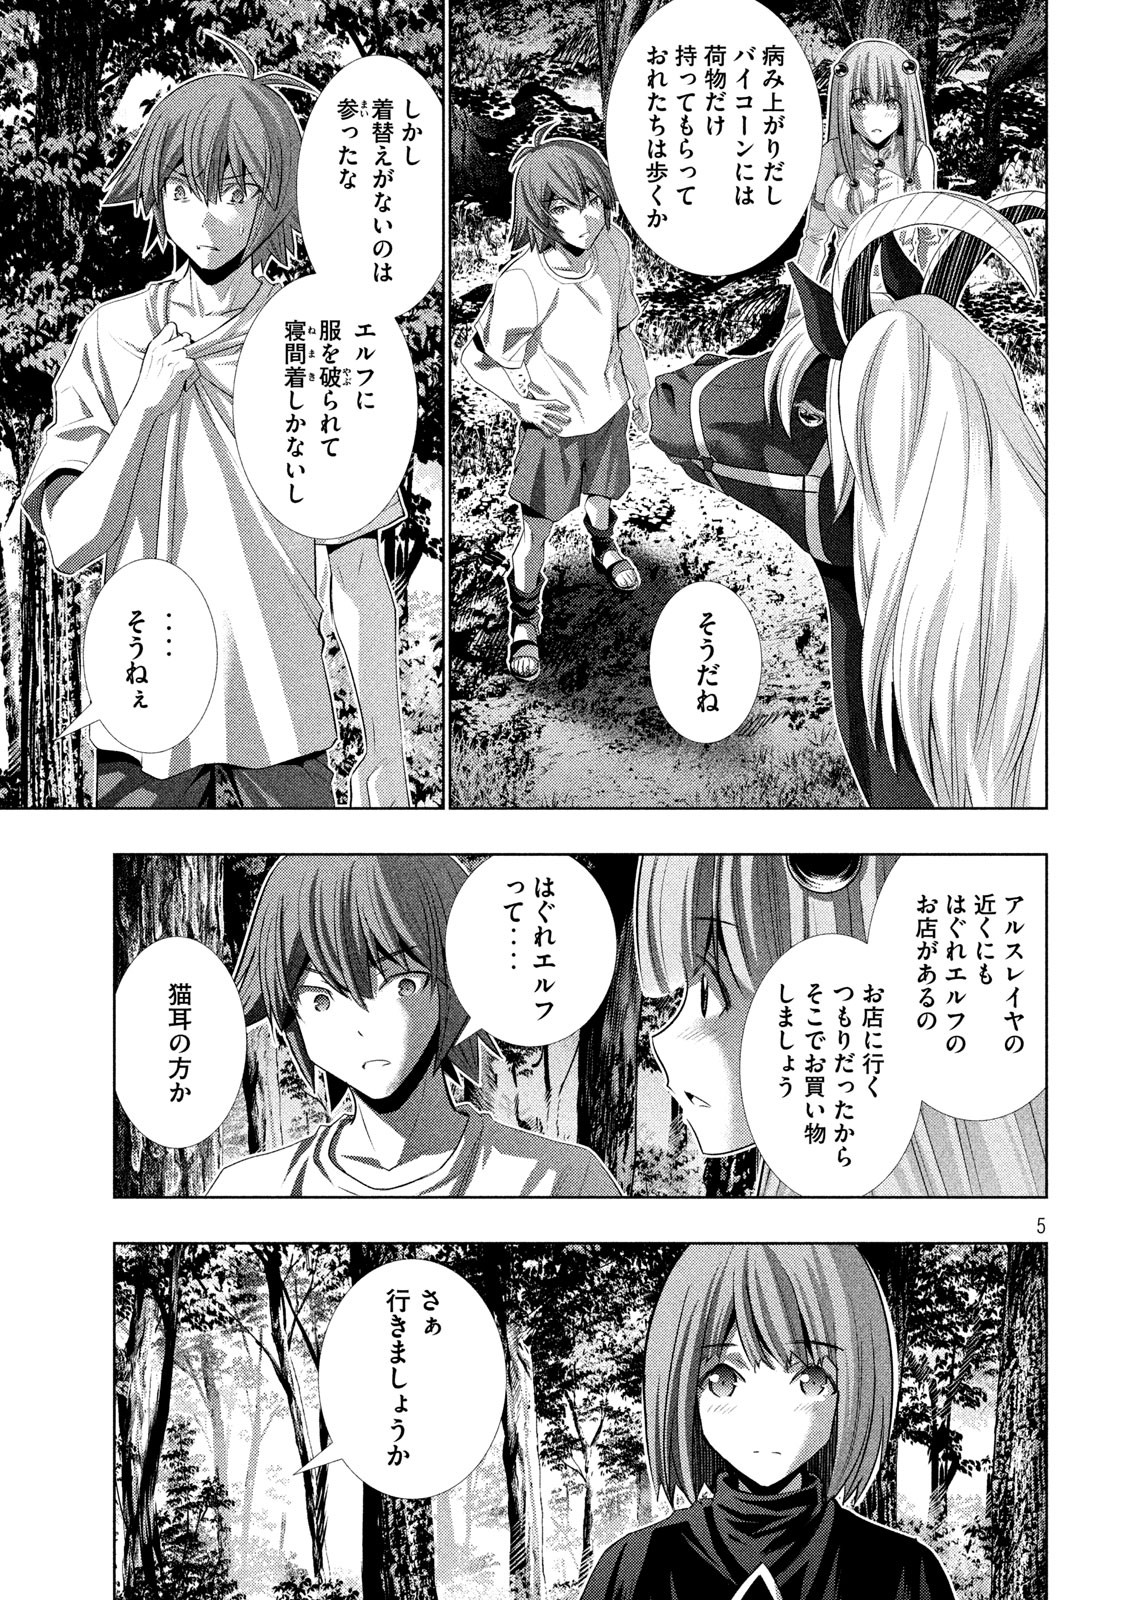 病み上がりだし
バイコーンには
荷物だけ
持ってもらって
おれたちは歩くか
そうだね
しかし
着替えがないのは
参ったな
まい
エルフに
服を破られて
やぶ
寝間着しかないし
ねまき
‥‥
そうねぇ
アルスレイヤの
近くにも
はぐれエルフの
お店があるの
お店に行く
つもりだったから
そこでお買い物
しましょう
はぐれエルフ
って‥‥
猫耳の方か
5
さぁ
行きましょうか